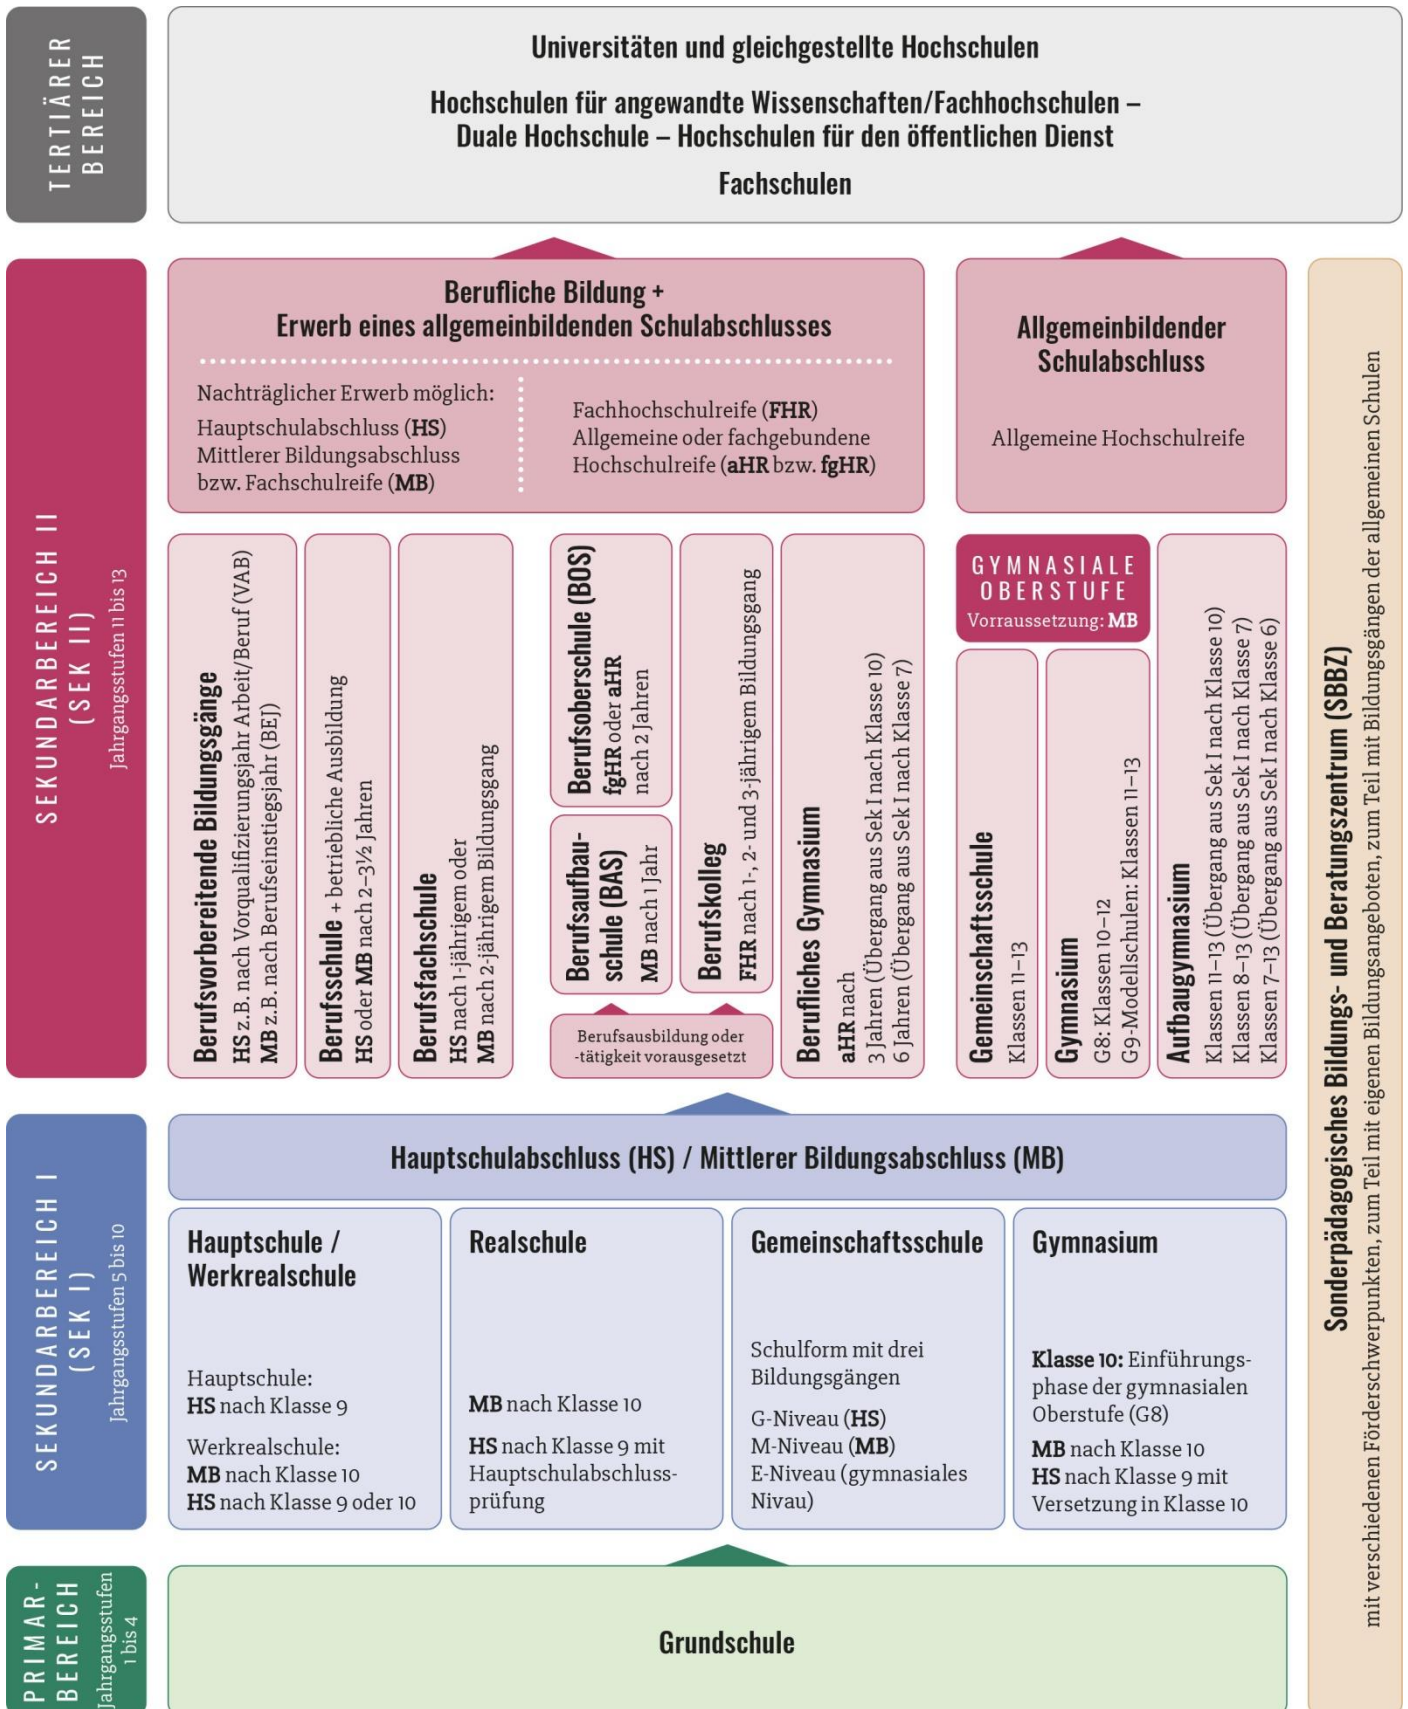 TERTIÄRER
BEREICH
Universitäten und gleichgestellte Hochschulen
Hochschulen für angewandte Wissenschaften/Fachhochschulen –
Duale Hochschule – Hochschulen für den öffentlichen Dienst
Fachschulen
SEKUNDARBEREICH II
(SEK II)
Jahrgangsstufen 11 bis 13
Berufliche Bildung +
Erwerb eines allgemeinbildenden Schulabschlusses
Nachträglicher Erwerb möglich:
Hauptschulabschluss (HS)
Mittlerer Bildungsabschluss
bzw. Fachschulreife (MB)
Fachhochschulreife (FHR)
Allgemeine oder fachgebundene
Hochschulreife (aHR bzw. fgHR)
Allgemeinbildender
Schulabschluss
Allgemeine Hochschulreife
Berufsvorbereitende Bildungsgänge
HS z.B. nach Vorqualifizierungsjahr Arbeit/Beruf (VAB)
MB z.B. nach Berufseinstiegsjahr (BEJ)
Berufsschule + betriebliche Ausbildung
HS oder MB nach 2–3½ Jahren
Berufsfachschule
HS nach 1-jährigem oder
MB nach 2-jährigem Bildungsgang
Berufsoberschule (BOS)
fgHR oder aHR
nach 2 Jahren
Berufsaufbau-
schule (BAS)
MB nach 1 Jahr
Berufskolleg
FHR nach 1-, 2- und 3-jährigem Bildungsgang
Berufsausbildung oder
-tätigkeit vorausgesetzt
Berufliches Gymnasium
aHR nach
3 Jahren (Übergang aus Sek I nach Klasse 10)
6 Jahren (Übergang aus Sek I nach Klasse 7)
GYMNASIALE
OBERSTUFE
Vorraussetzung: MB
Gemeinschaftsschule
Klassen 11–13
Gymnasium
G8: Klassen 10–12
G9-Modellschulen: Klassen 11–13
Aufbaugymnasium
Klassen 11–13 (Übergang aus Sek I nach Klasse 10)
Klassen 8–13 (Übergang aus Sek I nach Klasse 7)
Klassen 7–13 (Übergang aus Sek I nach Klasse 6)
Sonderpädagogisches Bildungs- und Beratungszentrum (SBBZ)
mit verschiedenen Förderschwerpunkten, zum Teil mit eigenen Bildungsangeboten, zum Teil mit Bildungsgängen der allgemeinen Schulen
SEKUNDARBEREICH I
(SEK I)
Jahrgangsstufen 5 bis 10
Hauptschulabschluss (HS) / Mittlerer Bildungsabschluss (MB)
Hauptschule /
Werkrealschule
Hauptschule:
HS nach Klasse 9
Werkrealschule:
MB nach Klasse 10
HS nach Klasse 9 oder 10
Realschule
MB nach Klasse 10
HS nach Klasse 9 mit
Hauptschulabschluss-
prüfung
Gemeinschaftsschule
Schulform mit drei
Bildungsgängen
G-Niveau (HS)
M-Niveau (MB)
E-Niveau (gymnasiales
Nivau)
Gymnasium
Klasse 10: Einführungs-
phase der gymnasialen
Oberstufe (G8)
MB nach Klasse 10
HS nach Klasse 9 mit
Versetzung in Klasse 10
PRIMAR-
BEREICH
Jahrgangsstufen
1 bis 4
Grundschule